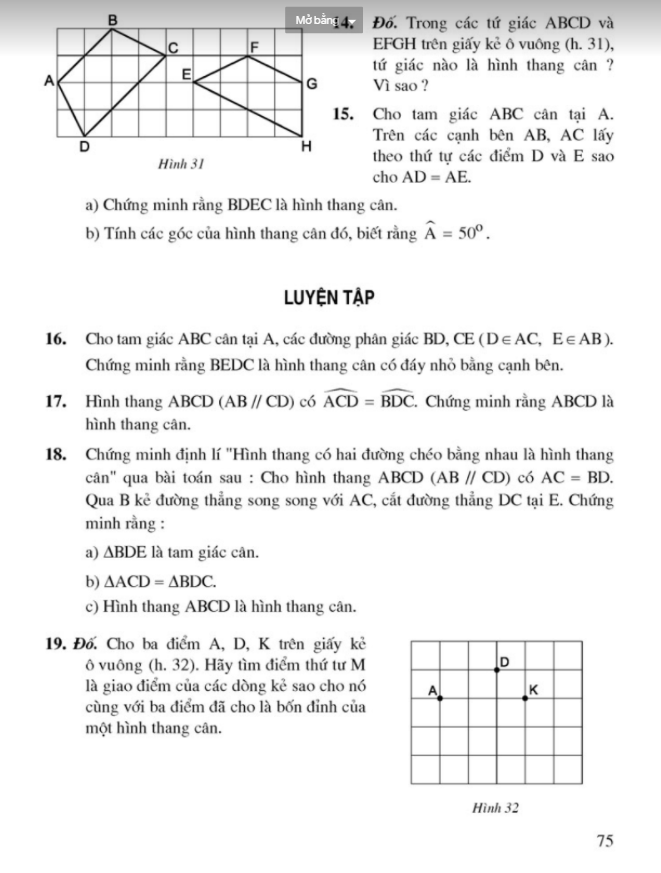 Mở bằng
B
C
F
A
E
G
D
H
Hình 31
14. Đố. Trong các tứ giác ABCD và
EFGH trên giấy kẻ ô vuông (h. 31),
tứ giác nào là hình thang cân ?
Vì sao ?
15. Cho tam giác ABC cân tại A.
Trên các cạnh bên AB, AC lấy
theo thứ tự các điểm D và E sao
cho AD = AE.
a) Chứng minh rằng BDEC là hình thang cân.
b) Tính các góc của hình thang cân đó, biết rằng Â = 50°.
LUYỆN TẬP
16. Cho tam giác ABC cân tại A, các đường phân giác BD, CE (D ∈ AC, E ∈ AB).
Chứng minh rằng BEDC là hình thang cân có đáy nhỏ bằng cạnh bên.
17. Hình thang ABCD (AB // CD) có \widehat{ACD} = \widehat{BDC}. Chứng minh rằng ABCD là
hình thang cân.
18. Chứng minh định lí "Hình thang có hai đường chéo bằng nhau là hình thang
cân" qua bài toán sau : Cho hình thang ABCD (AB // CD) có AC = BD.
Qua B kẻ đường thẳng song song với AC, cắt đường thẳng DC tại E. Chứng
minh rằng :
a) ΔBDE là tam giác cân.
b) ΔACD = ΔBDC.
c) Hình thang ABCD là hình thang cân.
19. Đố. Cho ba điểm A, D, K trên giấy kẻ
ô vuông (h. 32). Hãy tìm điểm thứ tư M
là giao điểm của các dòng kẻ sao cho nó
cùng với ba điểm đã cho là bốn đỉnh của
một hình thang cân.
D
A
K
Hình 32
75